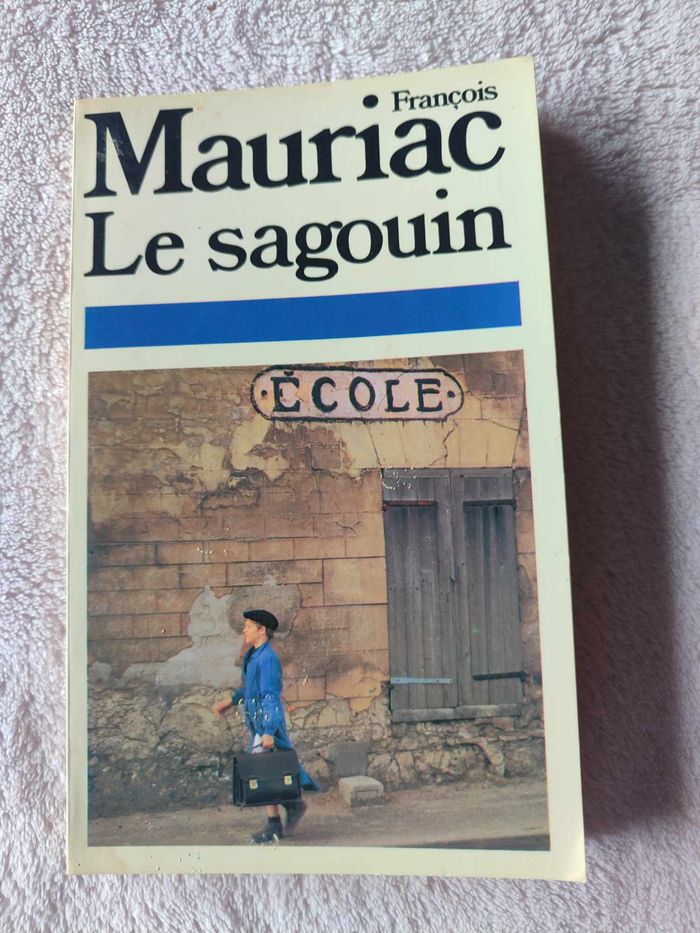 François
Mauriac
Le sagouin
·ÉCOLE·